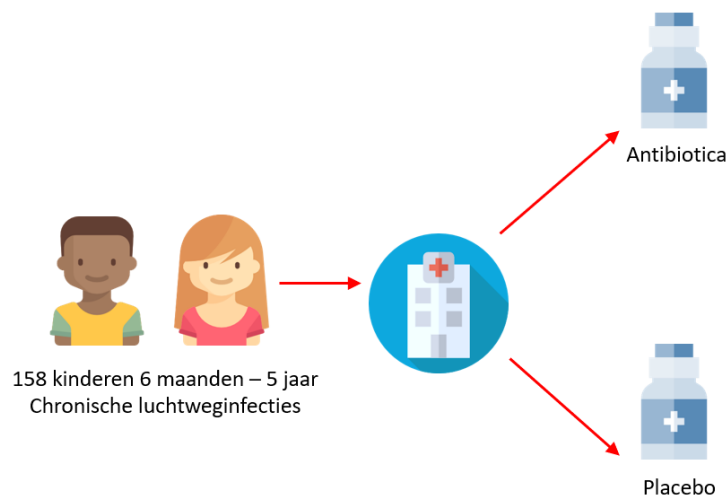 Antibiotica
158 kinderen 6 maanden – 5 jaar
Chronische luchtweginfecties
Placebo